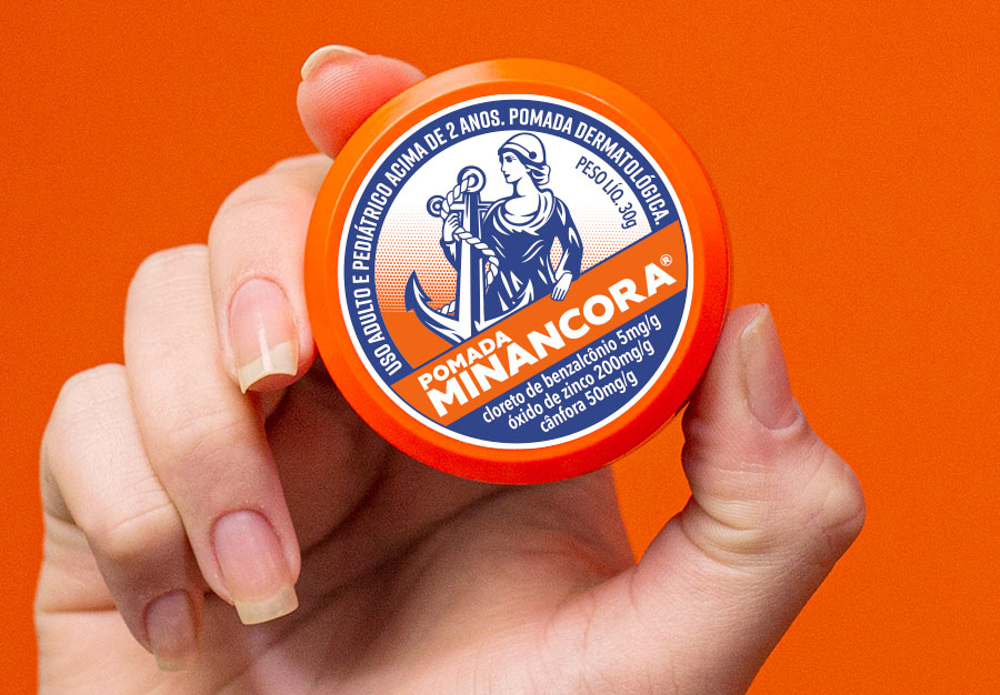 USO ADULTO E PEDIÁTRICO ACIMA DE 2 ANOS. POMADA DERMATOLÓGICA.
PESO LÍQ. 30g
POMADA
MINANCORA®
cloreto de benzalcônio 5mg/g
óxido de zinco 200mg/g
cânfora 50mg/g